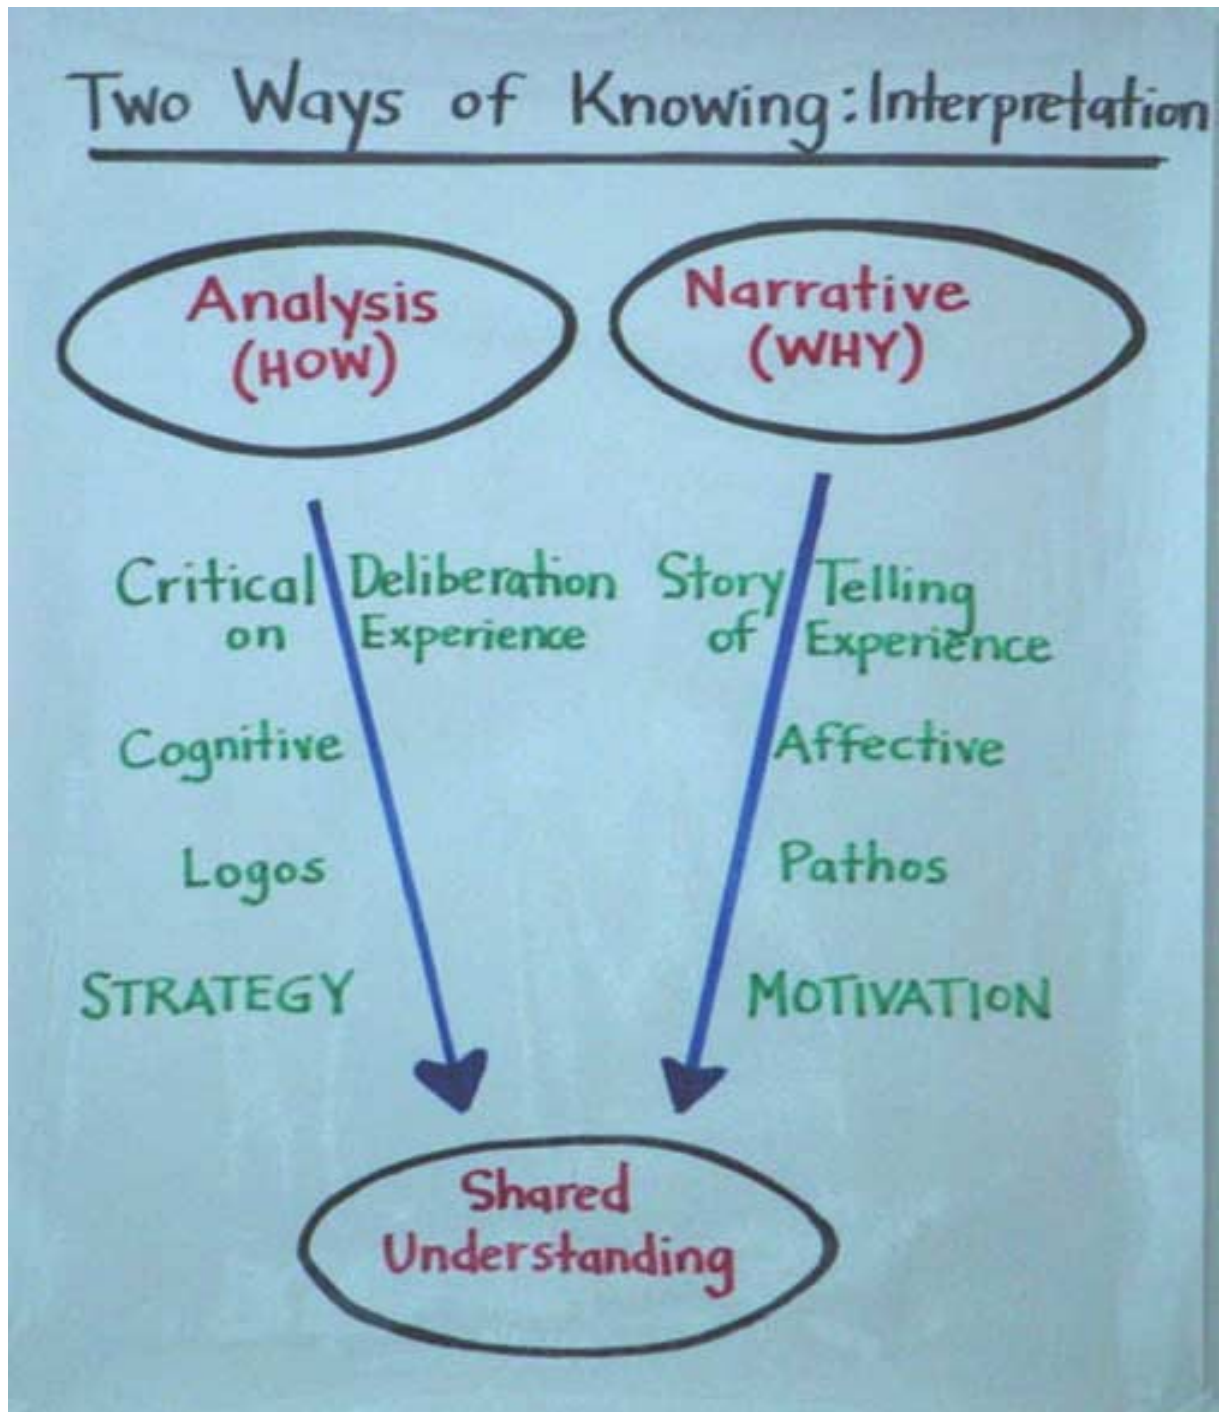 Two Ways of Knowing: Interpretation
Analysis
(HOW)
Narrative
(WHY)
Critical Deliberation
on Experience
Story Telling
of Experience
Cognitive
Affective
Logos
Pathos
STRATEGY
MOTIVATION
Shared
Understanding